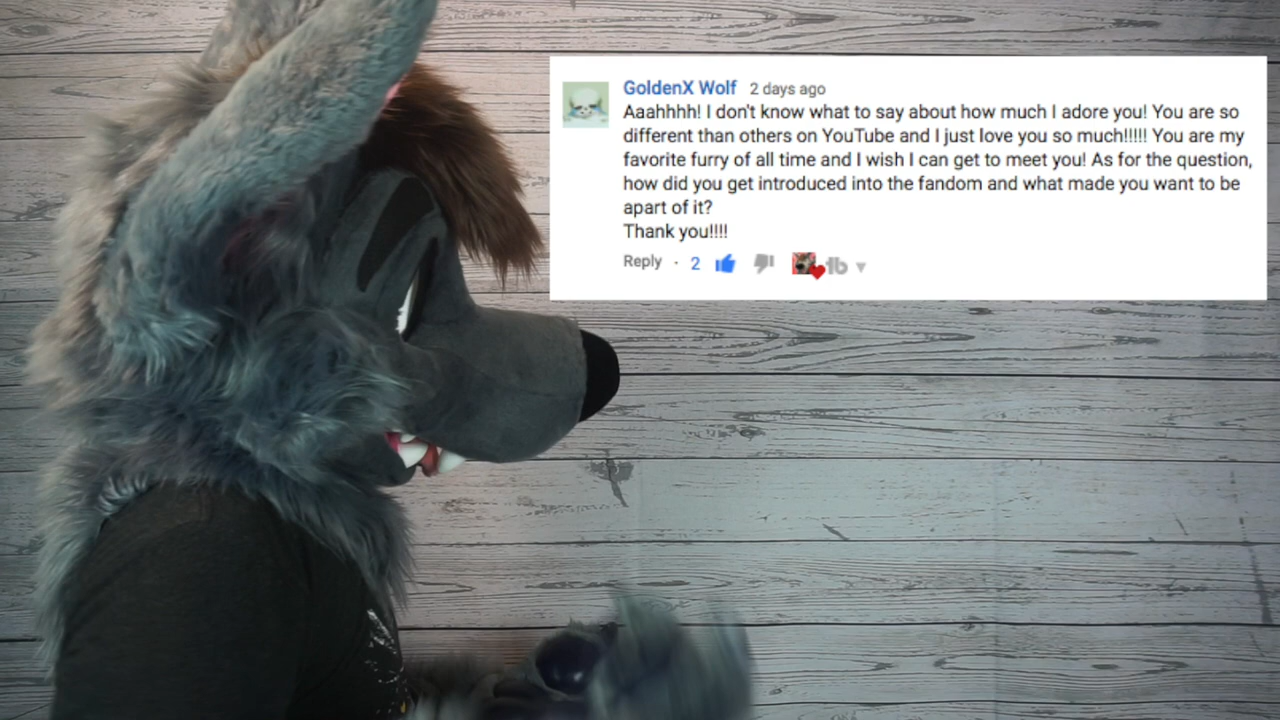 GoldenX Wolf 2 days ago
Aaahhhh! I don't know what to say about how much I adore you! You are so
different than others on YouTube and I just love you so much!!!!! You are my
favorite furry of all time and I wish I can get to meet you! As for the question,
how did you get introduced into the fandom and what made you want to be
apart of it?
Thank you!!!!
Reply · 2